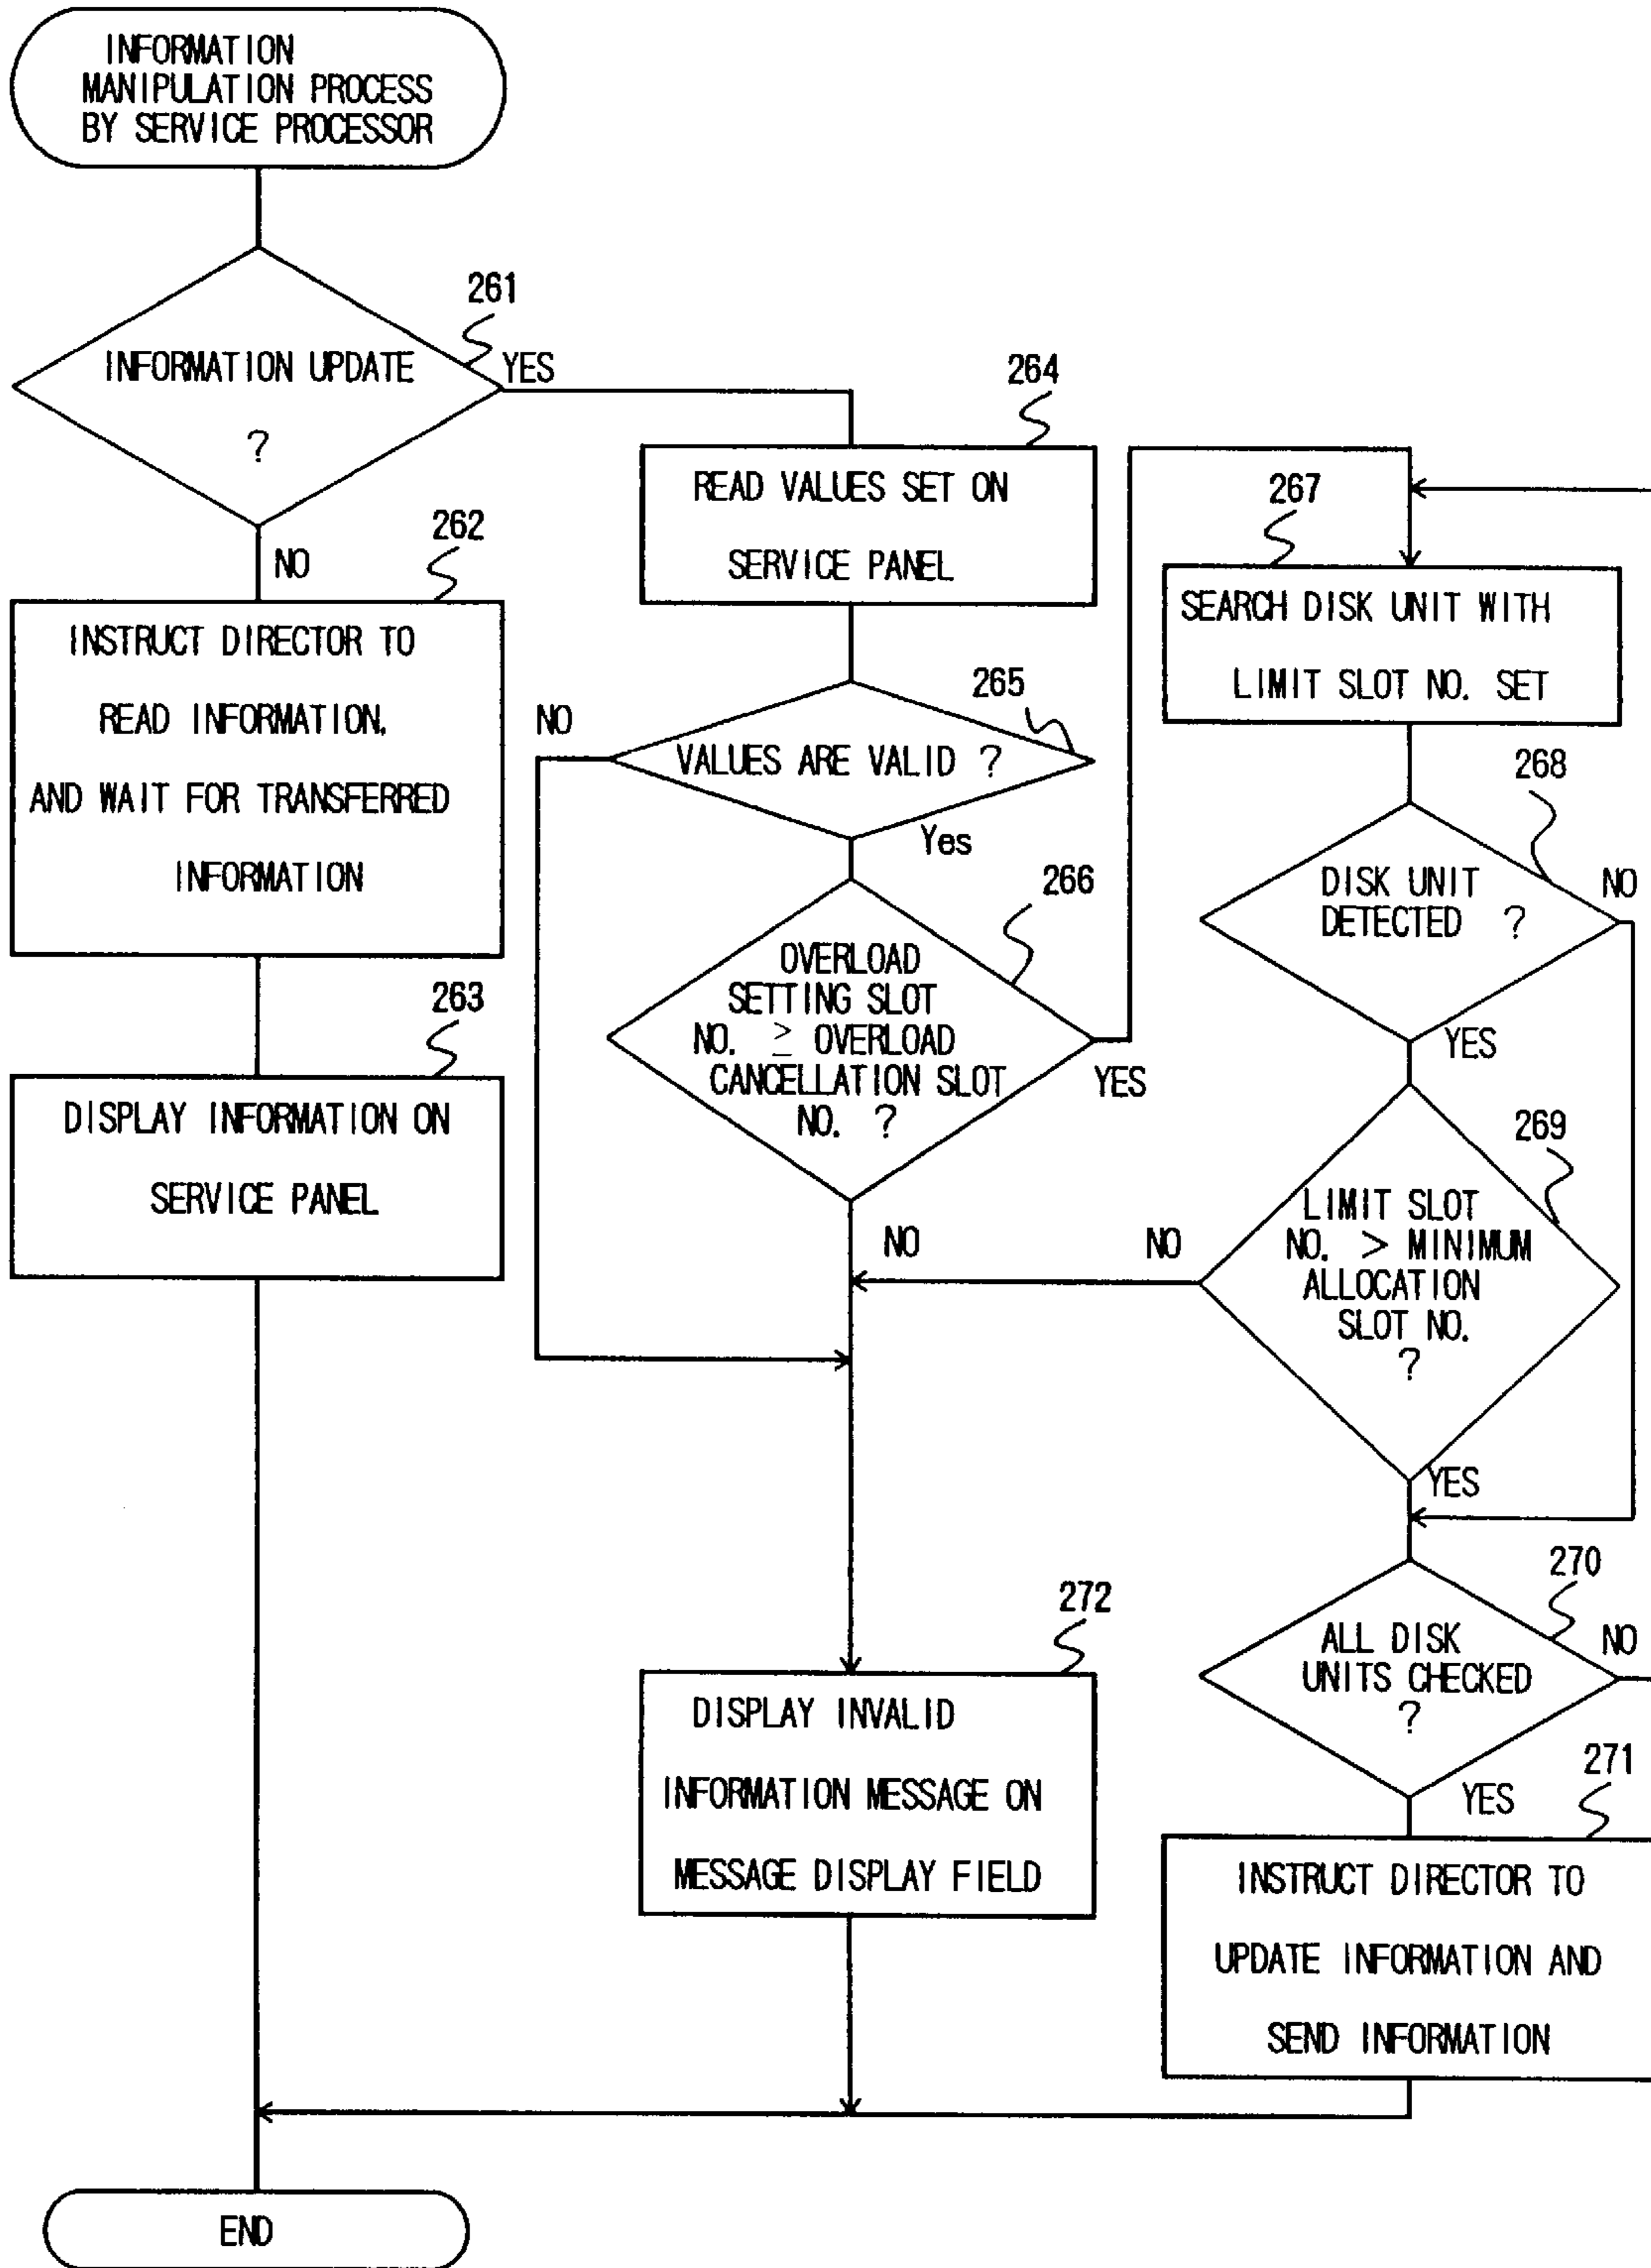 INFORMATION
MANIPULATION PROCESS
BY SERVICE PROCESSOR
261
INFORMATION UPDATE
?
YES
NO
262
INSTRUCT DIRECTOR TO
READ INFORMATION,
AND WAIT FOR TRANSFERRED
INFORMATION
263
DISPLAY INFORMATION ON
SERVICE PANEL
264
READ VALUES SET ON
SERVICE PANEL
265
NO
VALUES ARE VALID ?
Yes
266
OVERLOAD
SETTING SLOT
NO. ≥ OVERLOAD
CANCELLATION SLOT
NO. ?
YES
NO
267
SEARCH DISK UNIT WITH
LIMIT SLOT NO. SET
268
DISK UNIT
DETECTED ?
NO
YES
269
LIMIT SLOT
NO. > MINIMUM
ALLOCATION
SLOT NO.
?
NO
YES
270
ALL DISK
UNITS CHECKED
?
NO
YES
271
INSTRUCT DIRECTOR TO
UPDATE INFORMATION AND
SEND INFORMATION
272
DISPLAY INVALID
INFORMATION MESSAGE ON
MESSAGE DISPLAY FIELD
END